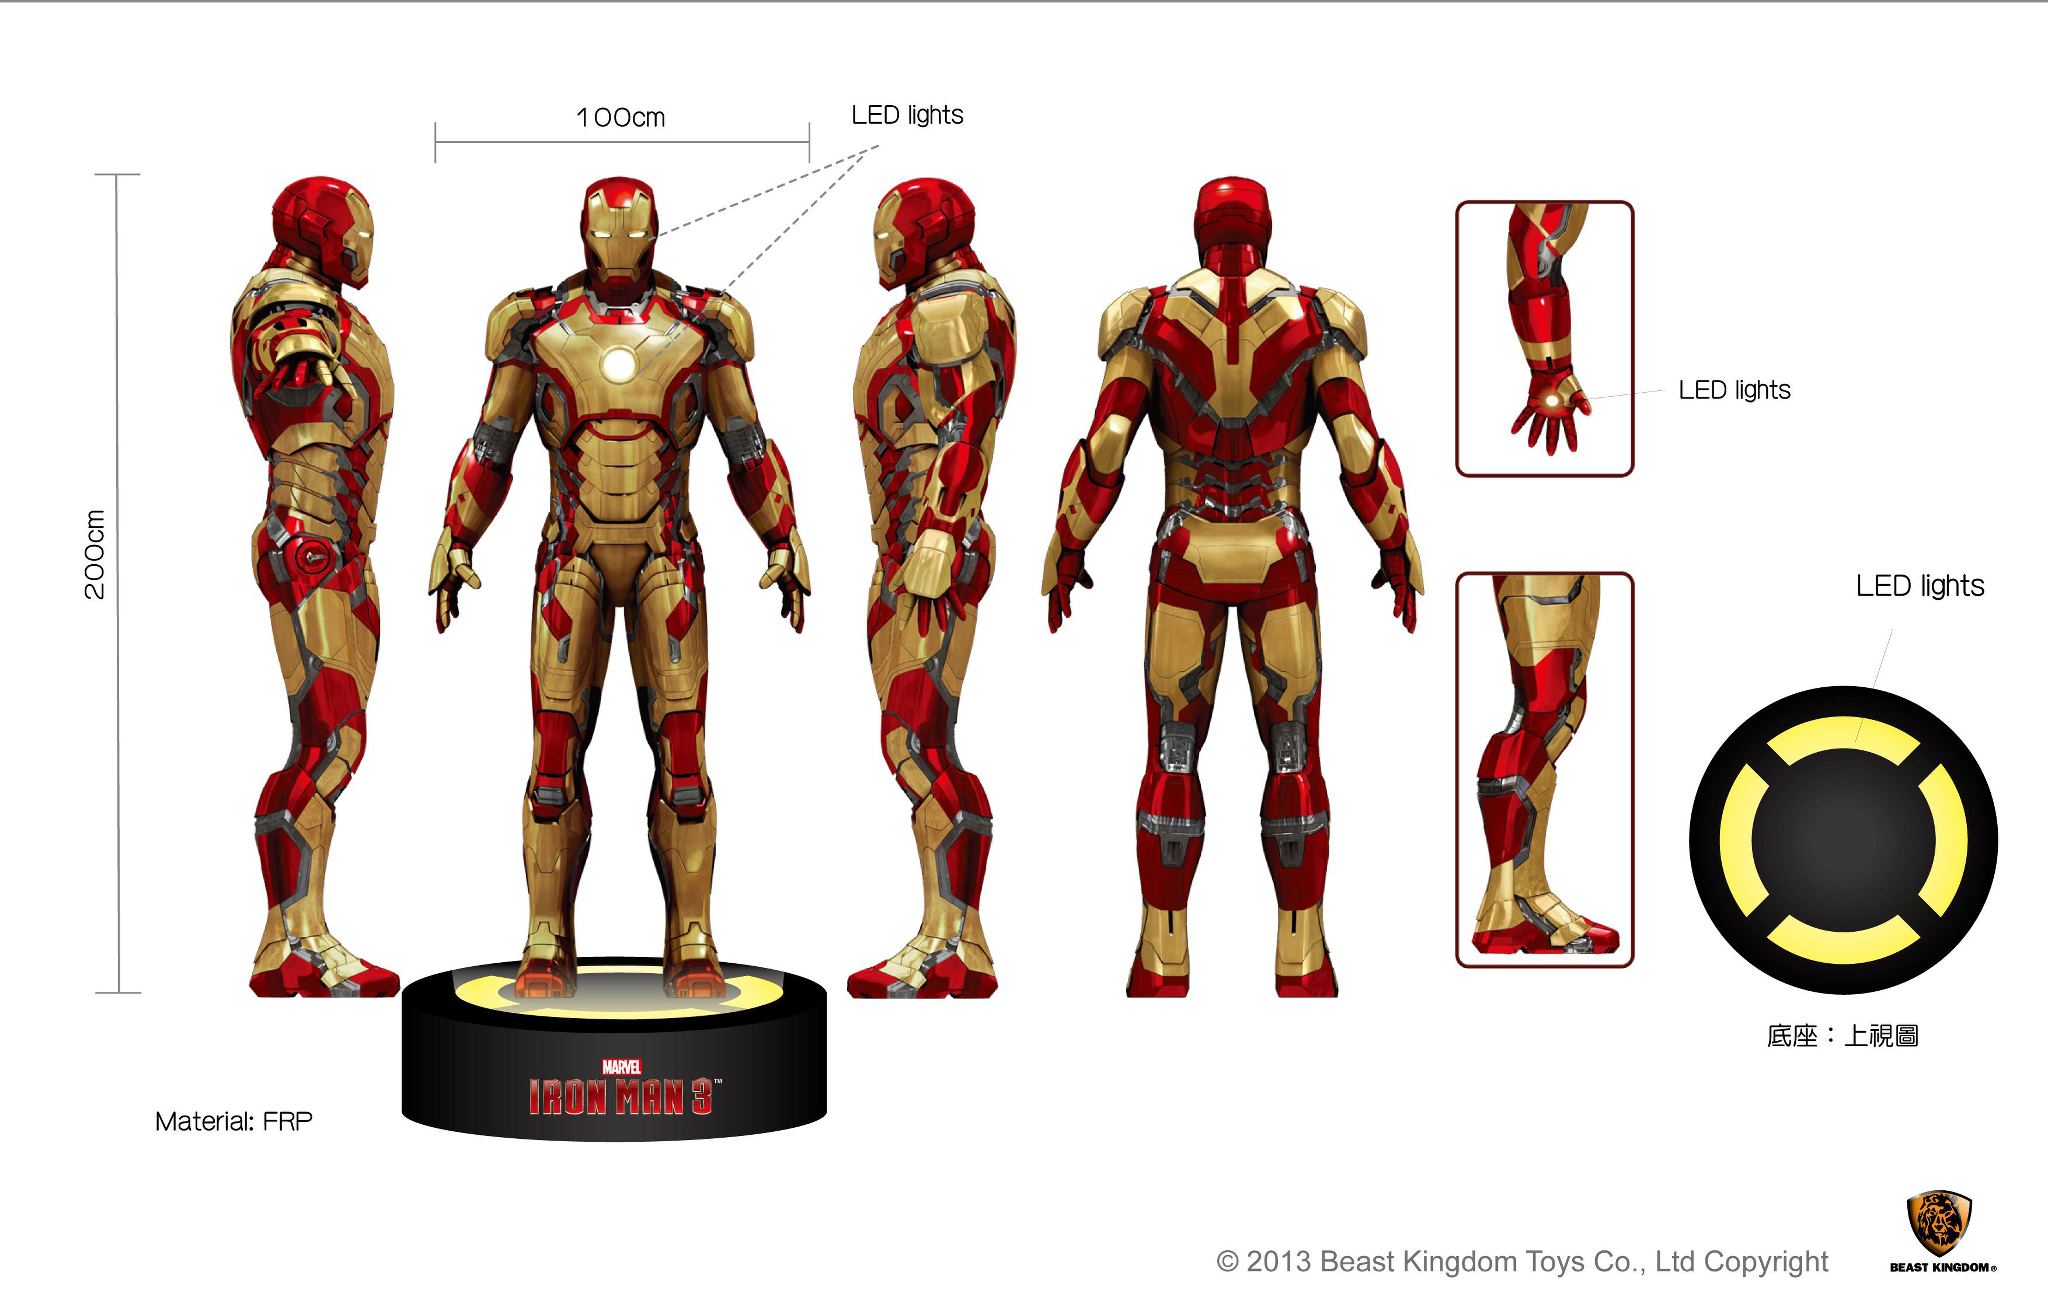 100cm
LED lights
200cm
LED lights
LED lights
底座：上視圖
MARVEL
IRON MAN 3™
Material: FRP
© 2013 Beast Kingdom Toys Co., Ltd Copyright
BEAST KINGDOM®